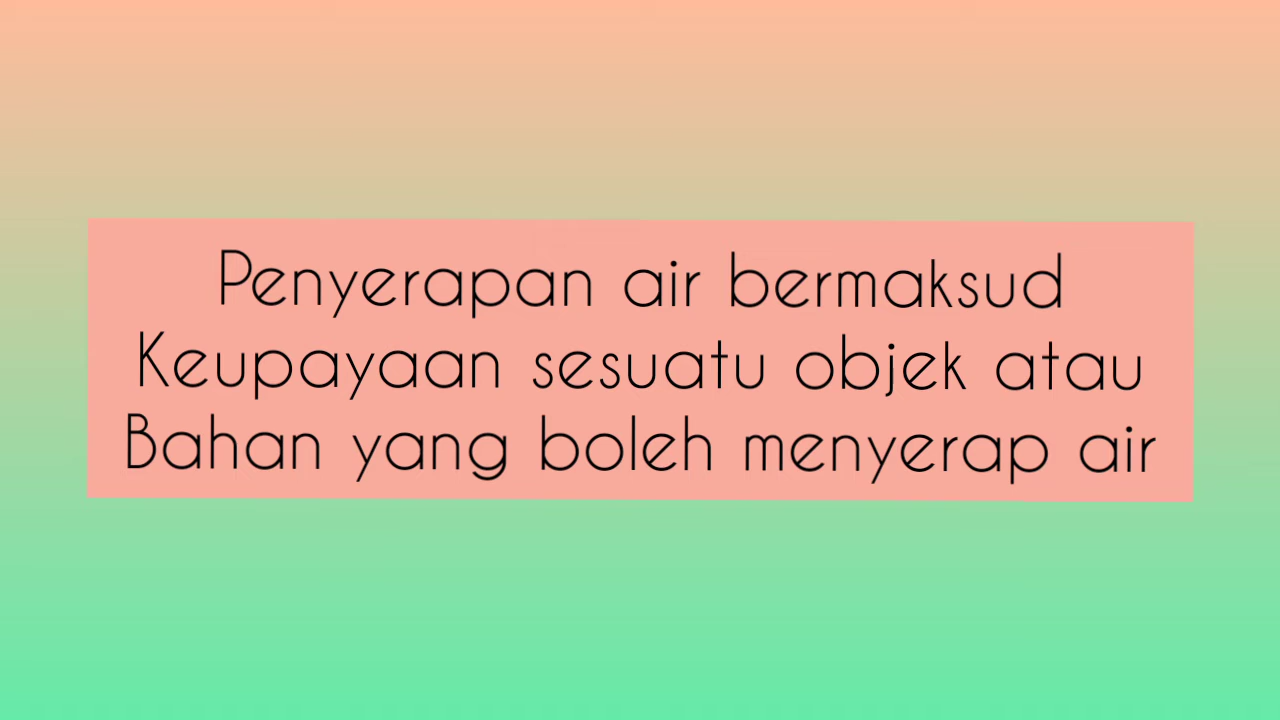 Penyerapan air bermaksud
Keupayaan sesuatu objek atau
Bahan yang boleh menyerap air